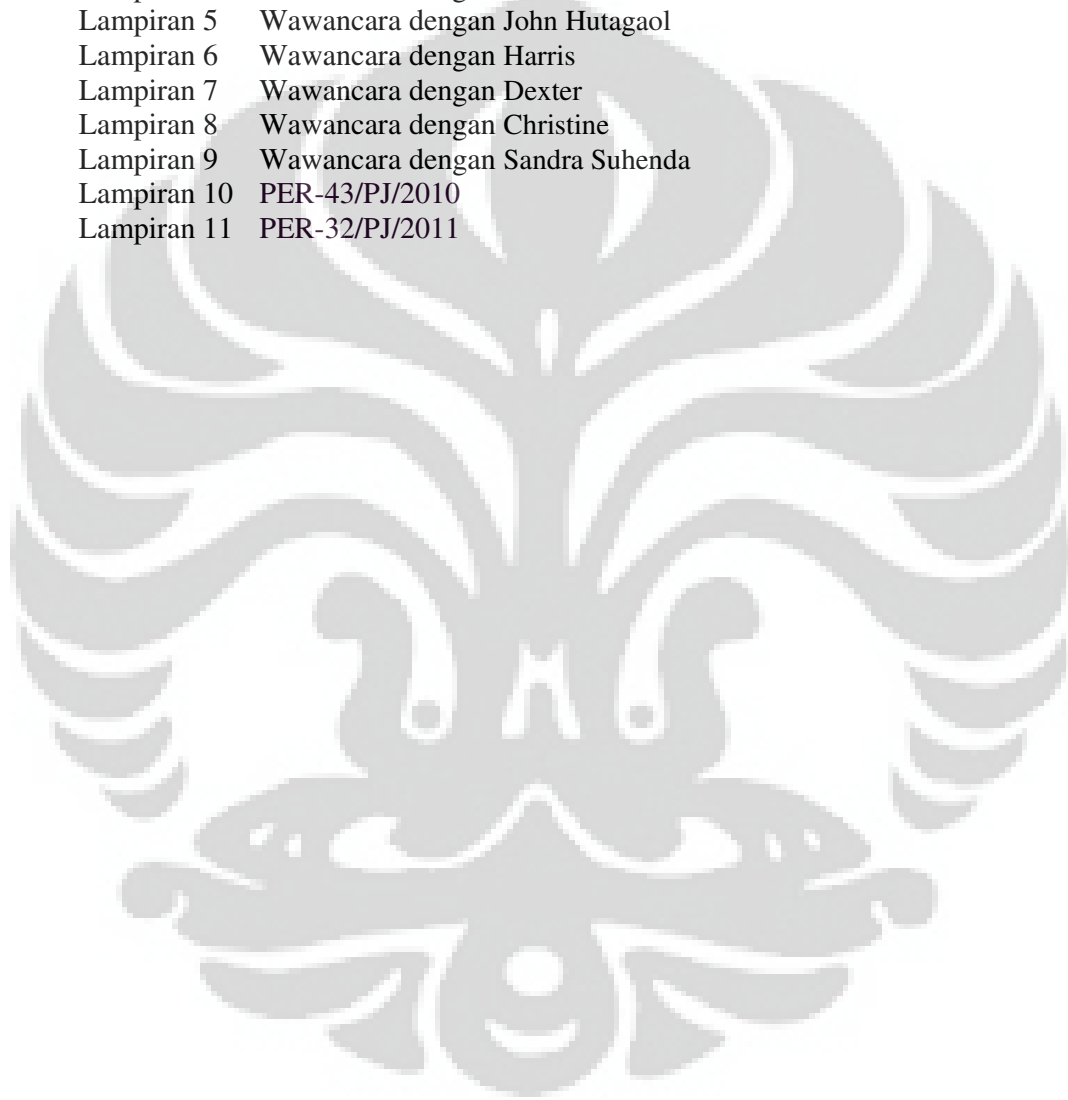 Lampiran 5 Wawancara dengan John Hutagaol
Lampiran 6 Wawancara dengan Harris
Lampiran 7 Wawancara dengan Dexter
Lampiran 8 Wawancara dengan Christine
Lampiran 9 Wawancara dengan Sandra Suhenda
Lampiran 10 PER-43/PJ/2010
Lampiran 11 PER-32/PJ/2011